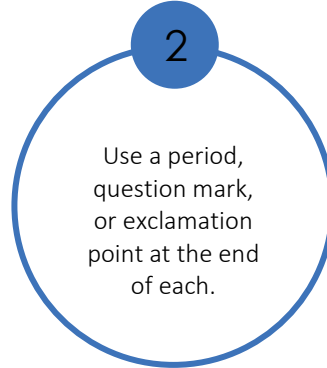 2
Use a period,
question mark,
or exclamation
point at the end
of each.